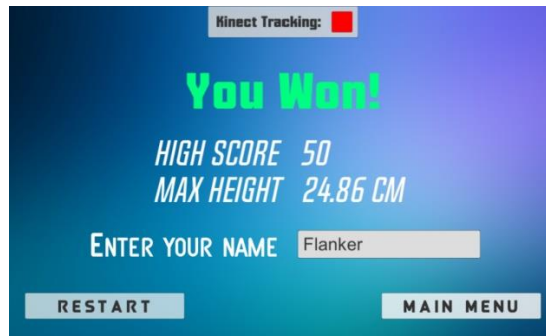 Kinect Tracking:
You Won!
HIGH SCORE 50
MAX HEIGHT 24.86 CM
ENTER YOUR NAME Flanker
RESTART MAIN MENU